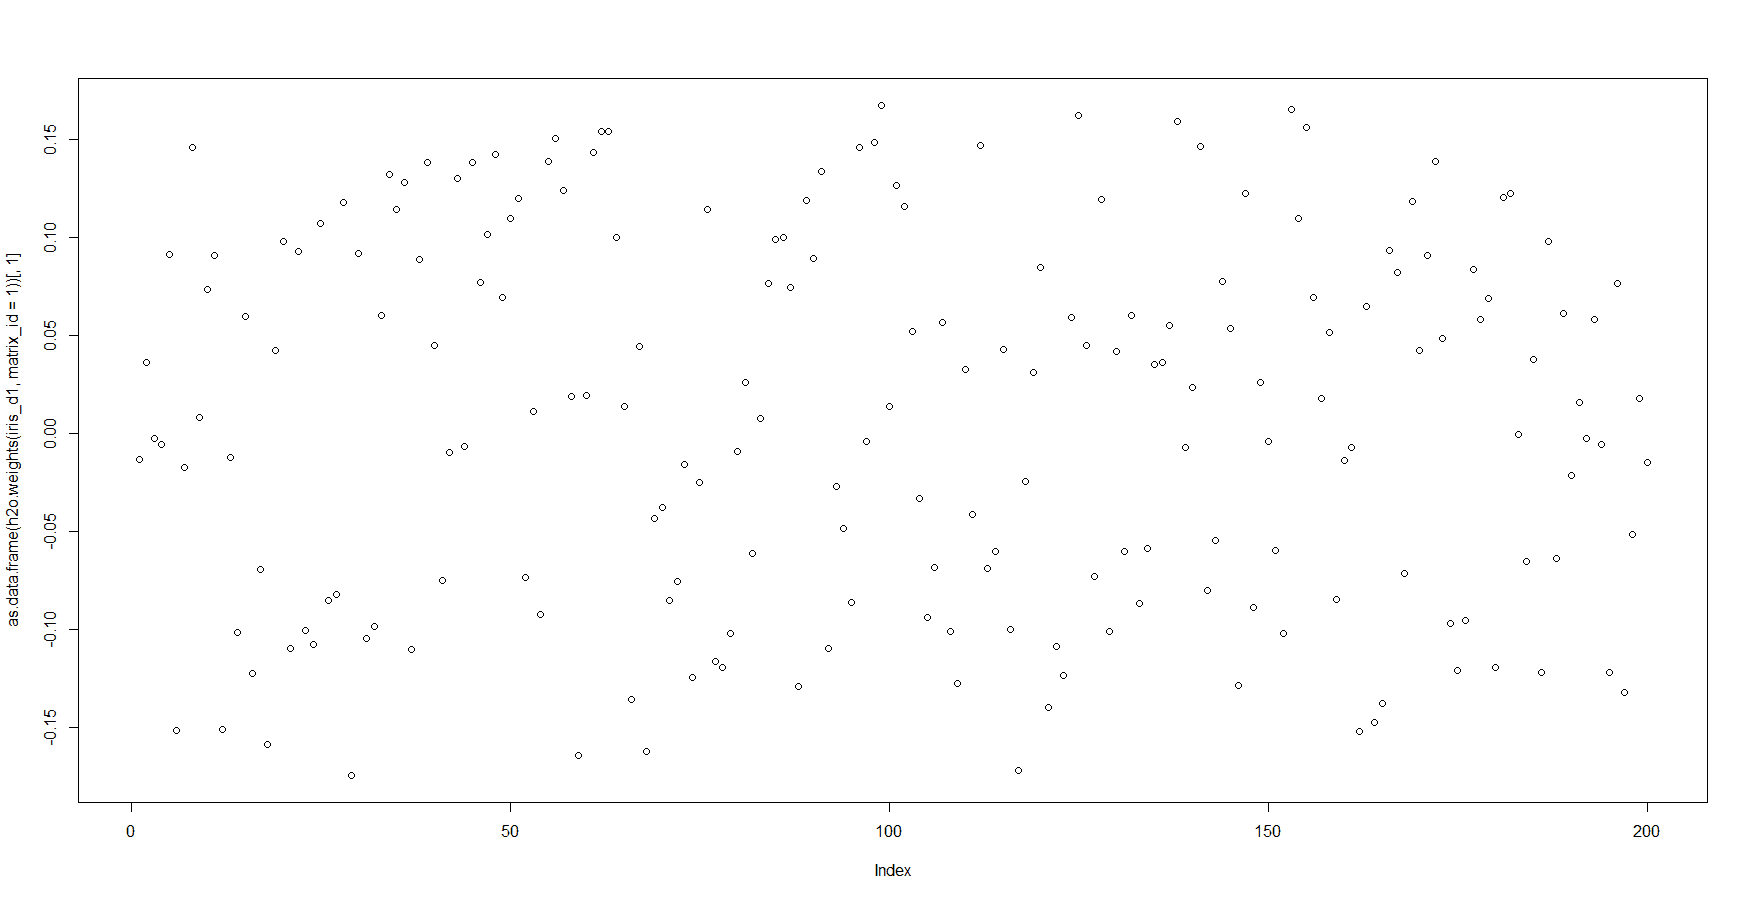 as.data.frame(h2o.weights(iris_d1, matrix_id = 1))[, 1]
0.15
0.10
0.05
0.00
-0.05
-0.10
-0.15
0 50 100 150 200
Index